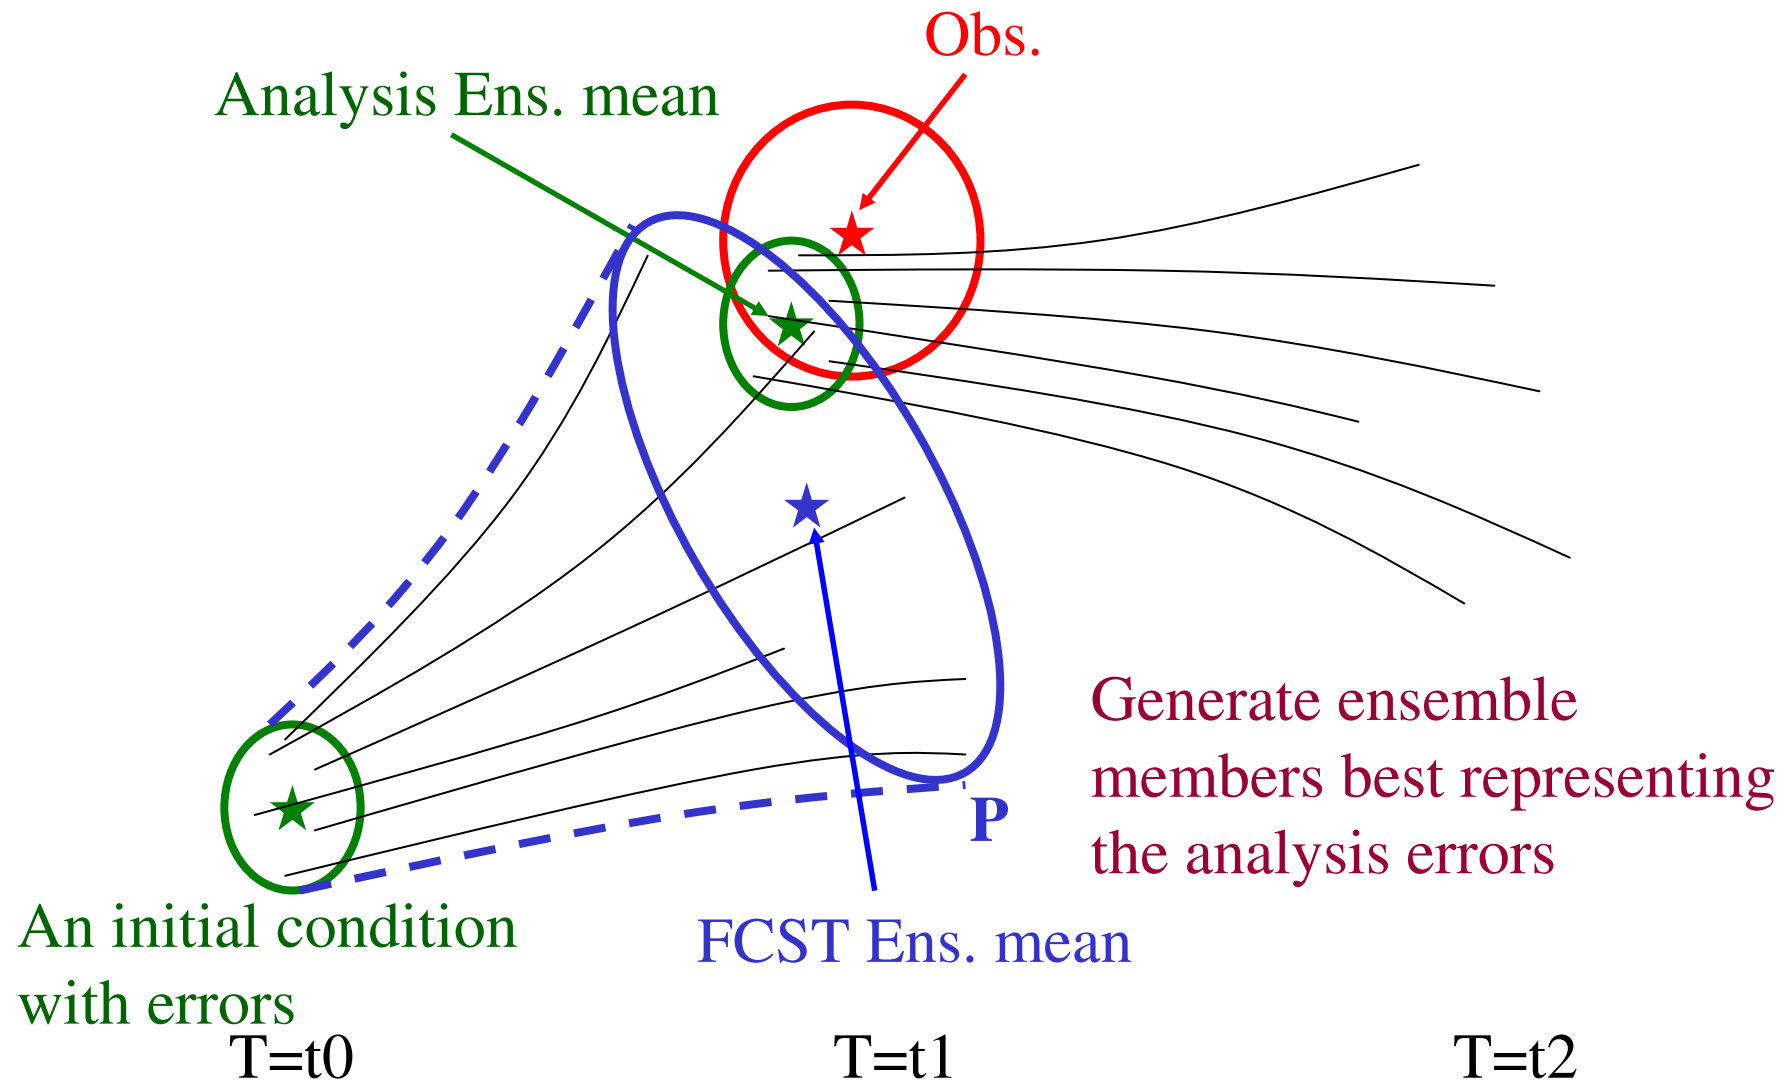 Obs.
Analysis Ens. mean
Generate ensemble
members best representing
the analysis errors
P
An initial condition
with errors
FCST Ens. mean
T=t0
T=t1
T=t2